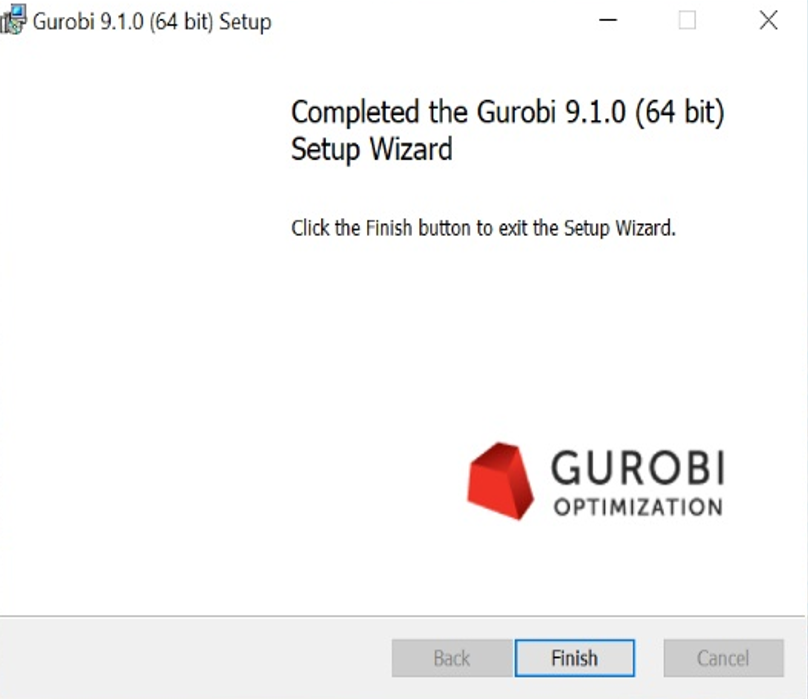 Gurobi 9.1.0 (64 bit) Setup
Completed the Gurobi 9.1.0 (64 bit)
Setup Wizard
Click the Finish button to exit the Setup Wizard.
GUROBI
OPTIMIZATION
Back
Finish
Cancel